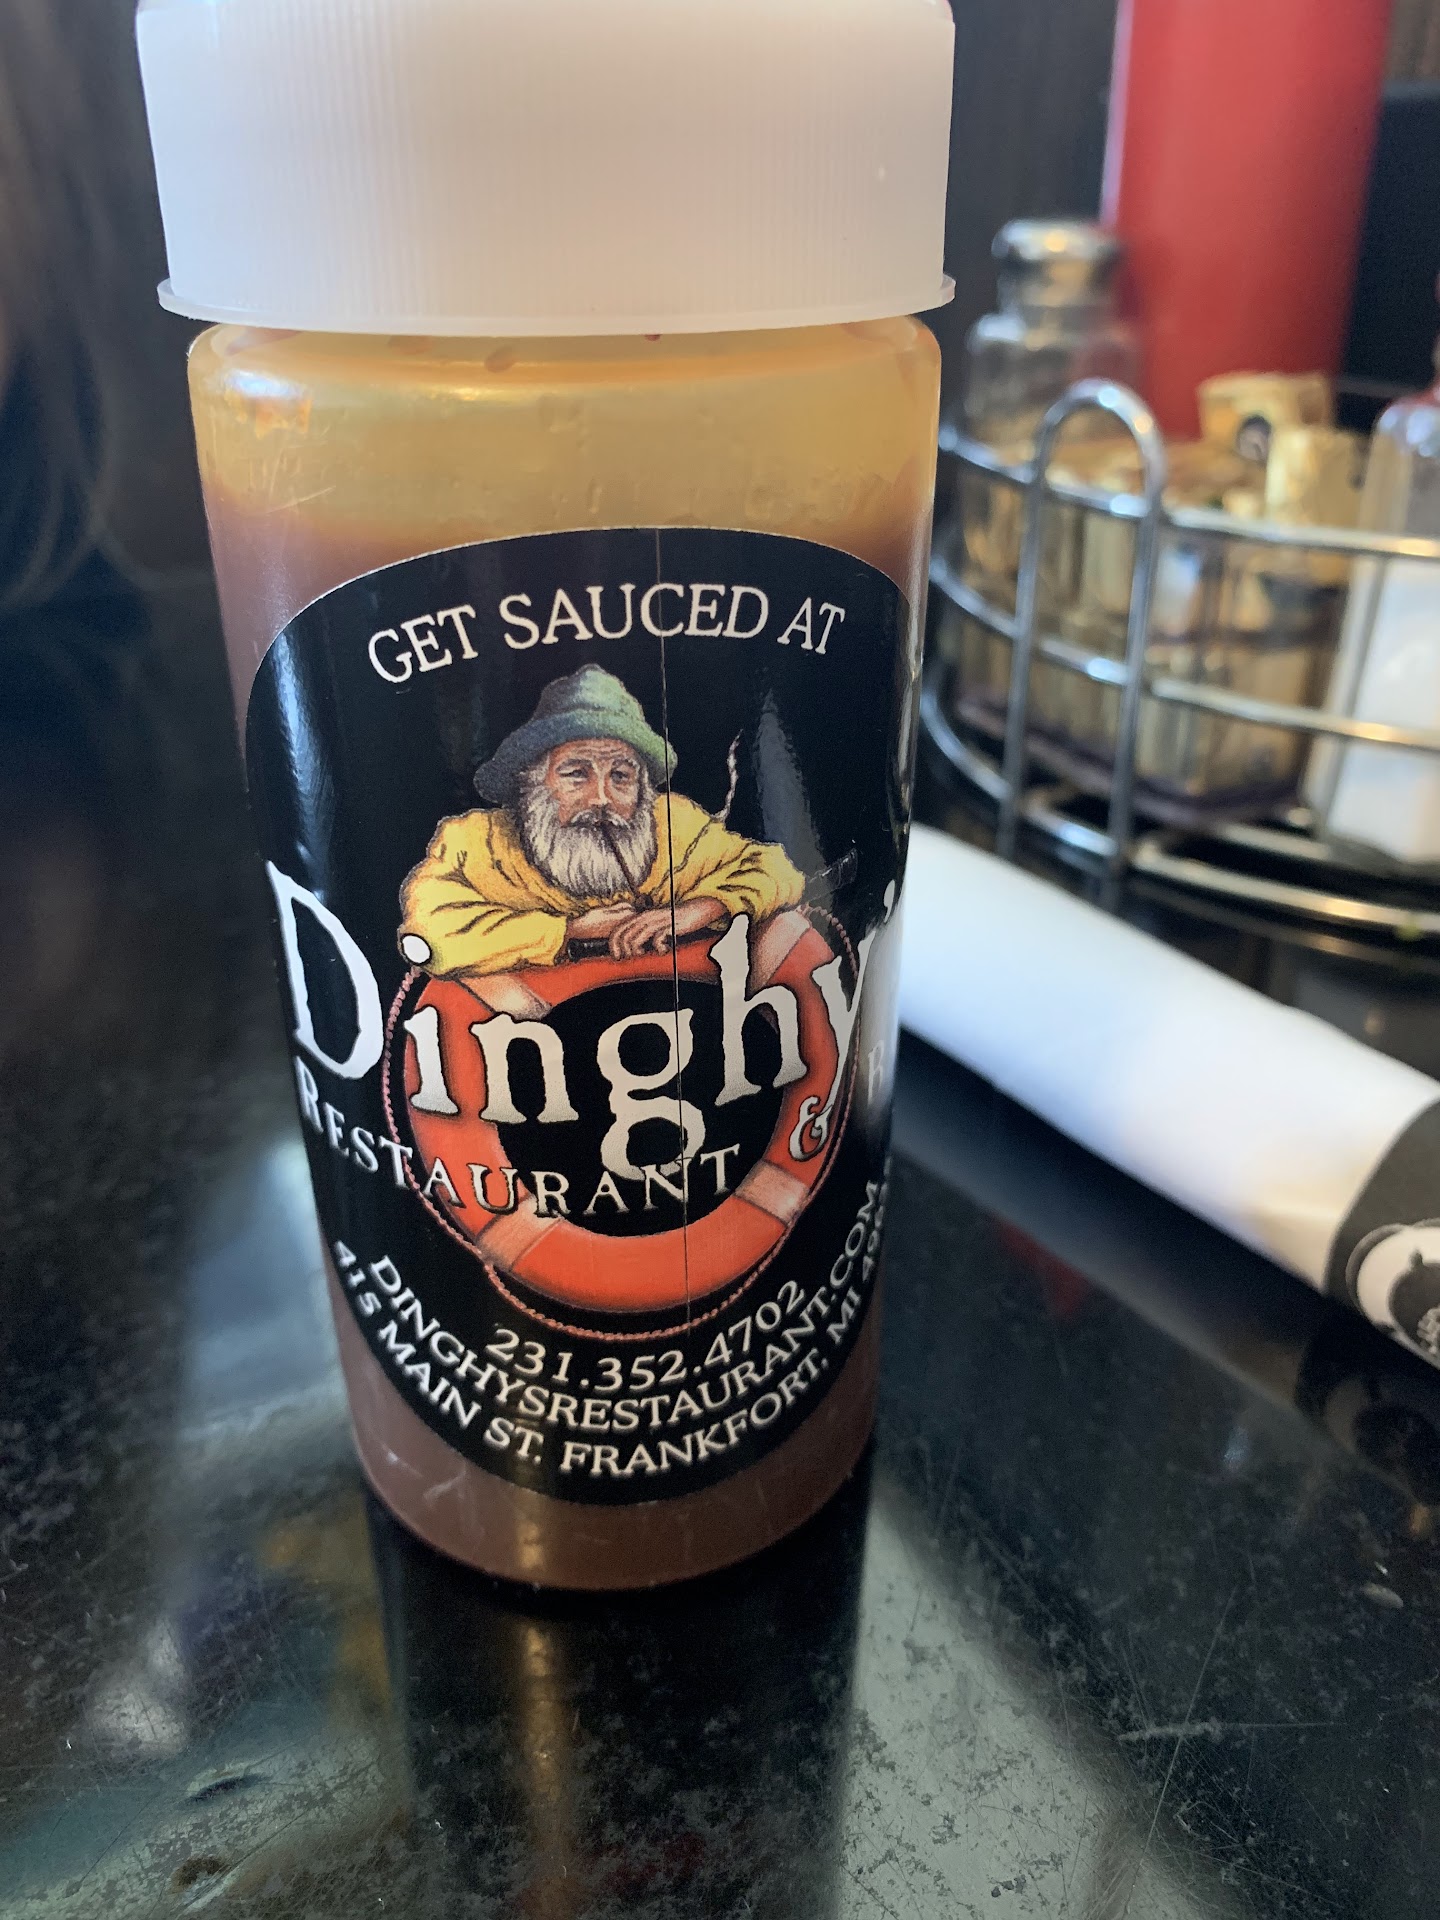 GET SAUCED AT
Dinghy'
RESTAURANT &
231.352.4702
DINGHYSRESTAURANT.COM
415 MAIN ST. FRANKFORT, MI